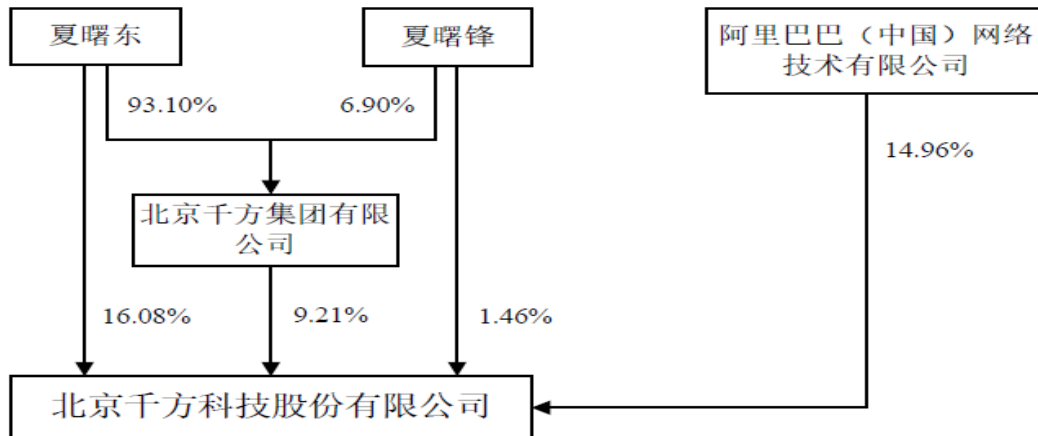 夏曙东
夏曙锋
阿里巴巴（中国）网络
技术有限公司
93.10%
6.90%
14.96%
北京千方集团有限
公司
16.08%
9.21%
1.46%
北京千方科技股份有限公司